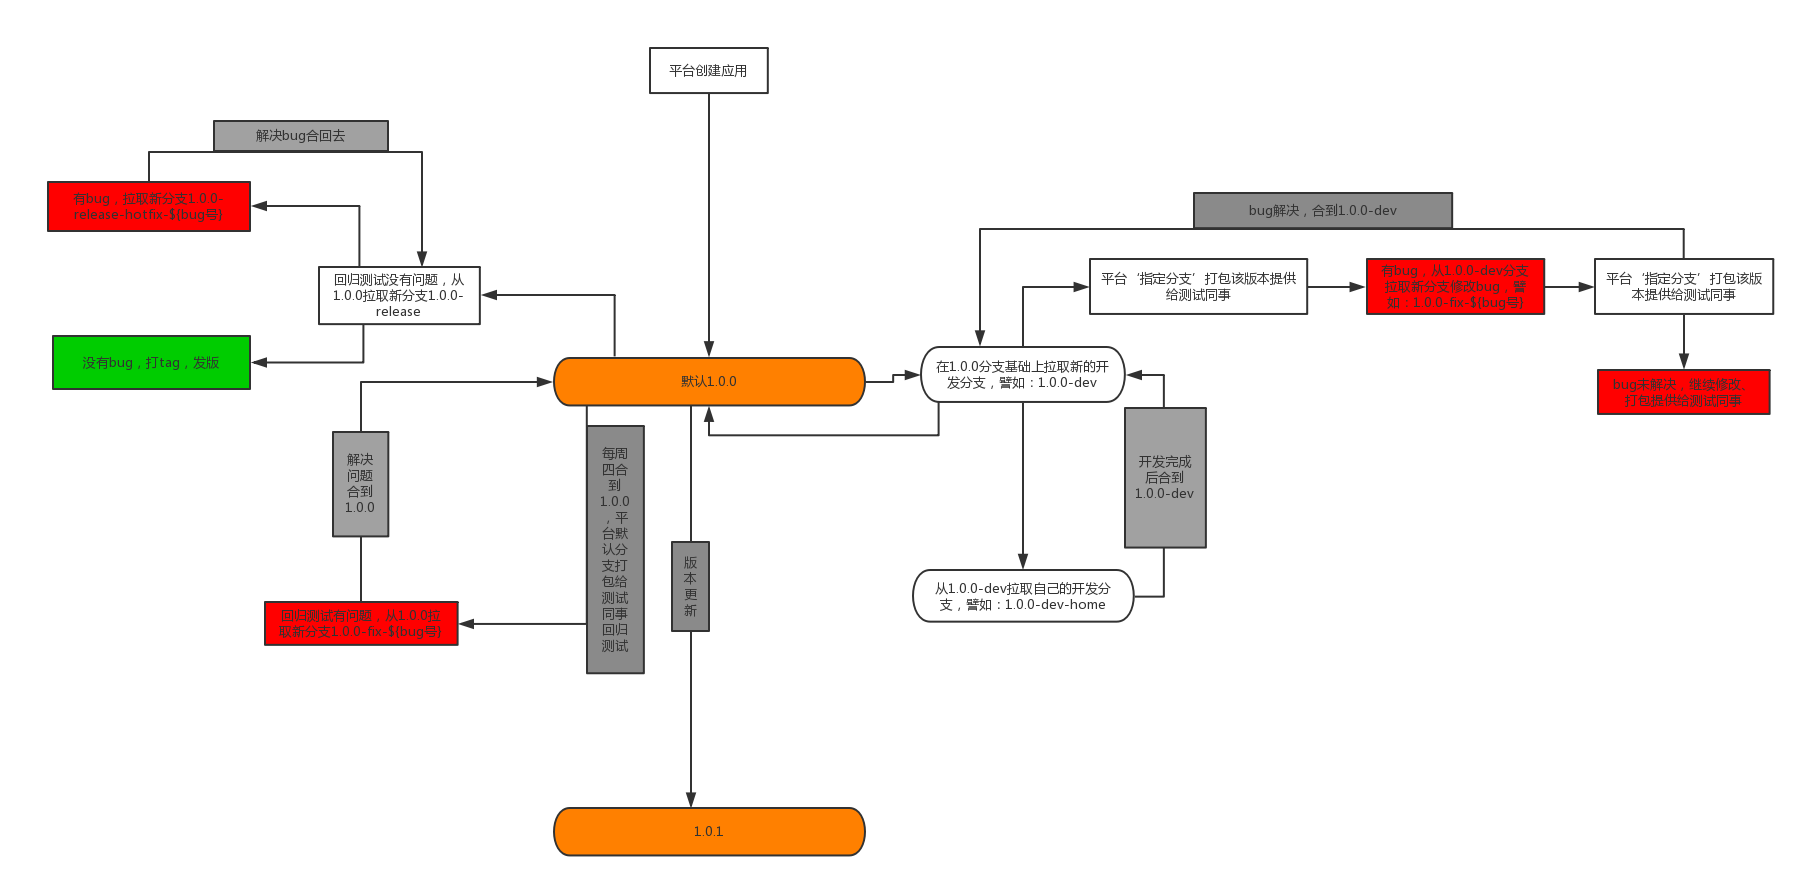 平台创建应用
解决bug合回去
有bug，拉取新分支1.0.0-
release-hotfix-${bug号}
回归测试没有问题，从
1.0.0拉取新分支1.0.0-
release
没有bug，打tag，发版
默认1.0.0
解决
问题
合到
1.0.0
回归测试有问题，从1.0.0拉
取新分支1.0.0-fix-${bug号}
每周
四合
到
1.0.0
，平
台默
认分
支打
包给
测试
同事
回归
测试
版
本
更
新
1.0.1
bug解决，合到1.0.0-dev
平台‘指定分支’打包该版本提供
给测试同事
有bug，从1.0.0-dev分支
拉取新分支修改bug，譬
如：1.0.0-fix-${bug号}
平台‘指定分支’打包该版
本提供给测试同事
bug未解决，继续修改、
打包提供给测试同事
在1.0.0分支基础上拉取新的开
发分支，譬如：1.0.0-dev
开发完成
后合到
1.0.0-dev
从1.0.0-dev拉取自己的开发分
支，譬如：1.0.0-dev-home